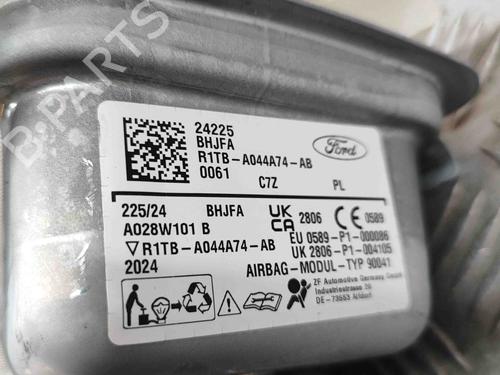 B-PARTS
24225
BHJFA
R1TB-A044A74-AB
0061 C7Z PL
Ford
225/24 BHJFA
A028W101 B
▽R1TB-A044A74-AB
2024
UK CA 2806 CE 0589
EU 0589-P1-000086
UK 2806-P1-004105
AIRBAG-MODUL-TYP 90041
ZF Automotive Germany GmbH
Industriestrasse 20
DE-73553 Alfdorf